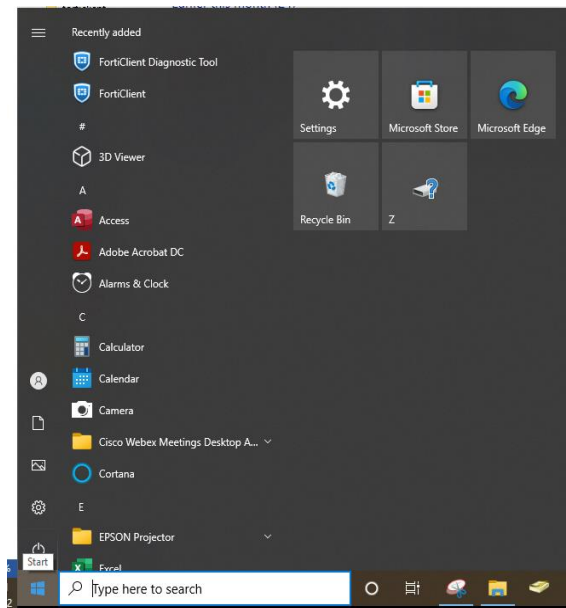 Recently added
FortiClient Diagnostic Tool
FortiClient
#
3D Viewer
A
Access
Adobe Acrobat DC
Alarms & Clock
C
Calculator
Calendar
Camera
Cisco Webex Meetings Desktop A...
Cortana
E
EPSON Projector
Excel
Settings
Microsoft Store
Microsoft Edge
Recycle Bin
Z
Start
Type here to search